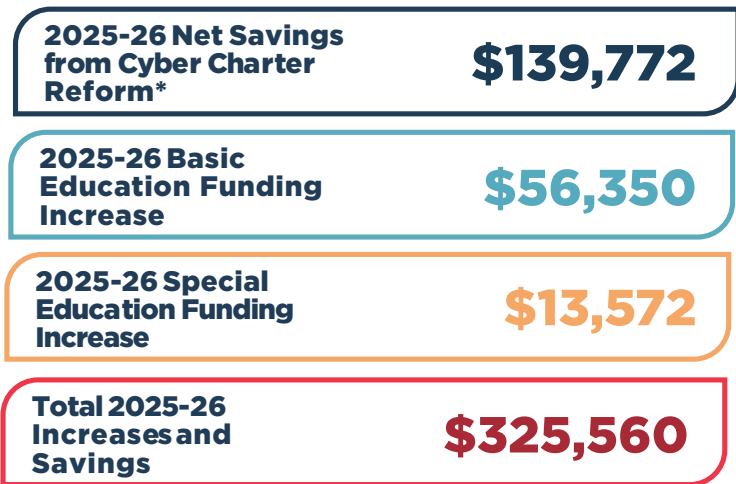 2025-26 Net Savings
from Cyber Charter
Reform*
$139,772
2025-26 Basic
Education Funding
Increase
$56,350
2025-26 Special
Education Funding
Increase
$13,572
Total 2025-26
Increases and
Savings
$325,560